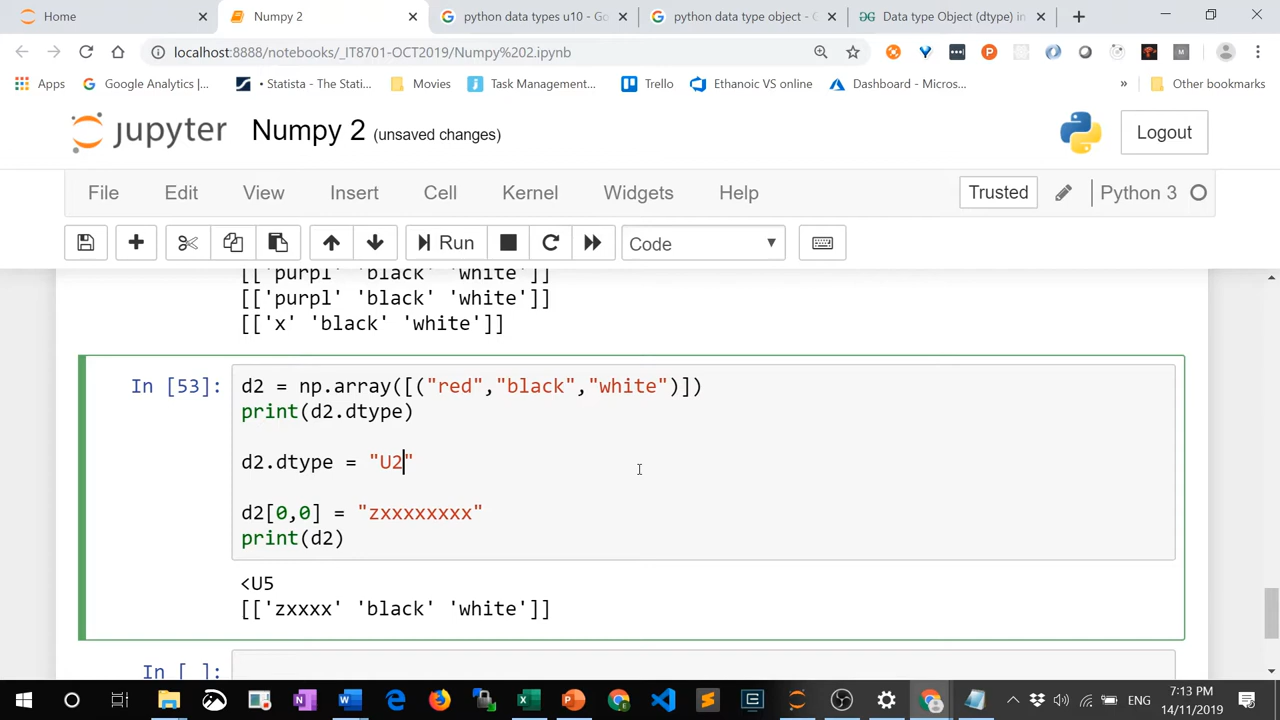 Home
Numpy 2
python data types u10 - Go
python data type object - G
Data type Object (dtype) in
localhost:8888/notebooks/_IT8701-OCT2019/Numpy%202.ipynb
Apps
Google Analytics |...
• Statista - The Stati...
Movies
Task Management...
Trello
Ethanoic VS online
Dashboard - Micros...
»
Other bookmarks
jupyter
Numpy 2 (unsaved changes)
Logout
File
Edit
View
Insert
Cell
Kernel
Widgets
Help
Trusted
Python 3
Run
Code
[['purpl' 'black' 'white']]
[['purpl' 'black' 'white']]
[['x' 'black' 'white']]
In [53]:
d2 = np.array([("red","black","white")])
print(d2.dtype)
d2.dtype = "U2"
d2[0,0] = "zxxxxxxxx"
print(d2)
<U5
[['zxxxx' 'black' 'white']]
In [ ]:
ENG
7:13 PM
14/11/2019